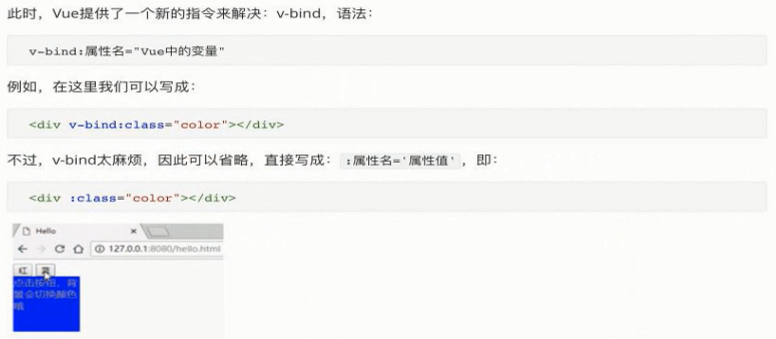 此时，Vue提供了一个新的指令来解决：v-bind，语法：
v-bind:属性名="Vue中的变量"
例如，在这里我们可以写成：
<div v-bind:class="color"></div>
不过，v-bind太麻烦，因此可以省略，直接写成： :属性名='属性值' ，即：
<div :class="color"></div>
Hello
127.0.0.1:8080/hello.html
红
点击按钮，背
景会切换颜色
哦